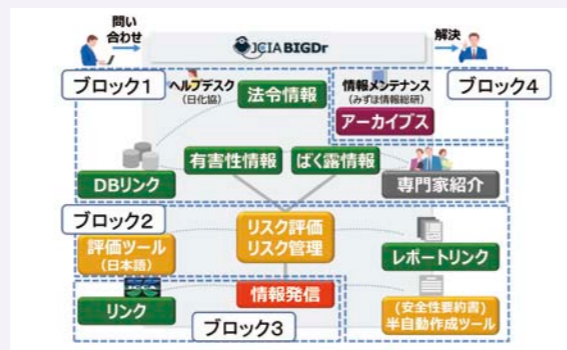 問い
合わせ
JCIA BIGDr
解決
ブロック1
ヘルプデスク
(日化協)
法令情報
情報メンテナンス
(みずほ情報総研)
アーカイブス
ブロック4
DBリンク
有害性情報
ばく露情報
専門家紹介
ブロック2
評価ツール
(日本語)
リスク評価
リスク管理
レポートリンク
リンク
情報発信
(安全性要約書)
半自動作成ツール
ブロック3